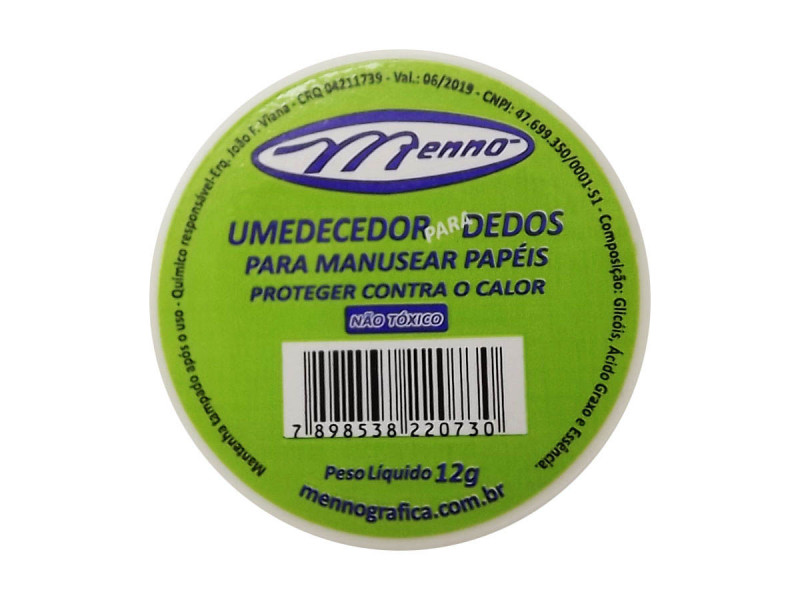 Mantenha tampado após o uso - Químico responsável-Erq. João F. Viana - CRQ 04211739 - Val.: 06/2019 - CNPJ: 47.699.350/0001-51 - Composição: Glicóis, Ácido Graxo e Essência.
Menno
UMEDECEDOR PARA DEDOS
PARA MANUSEAR PAPÉIS
PROTEGER CONTRA O CALOR
NÃO TÓXICO
7 898538 220730
Peso Líquido 12g
mennografica.com.br